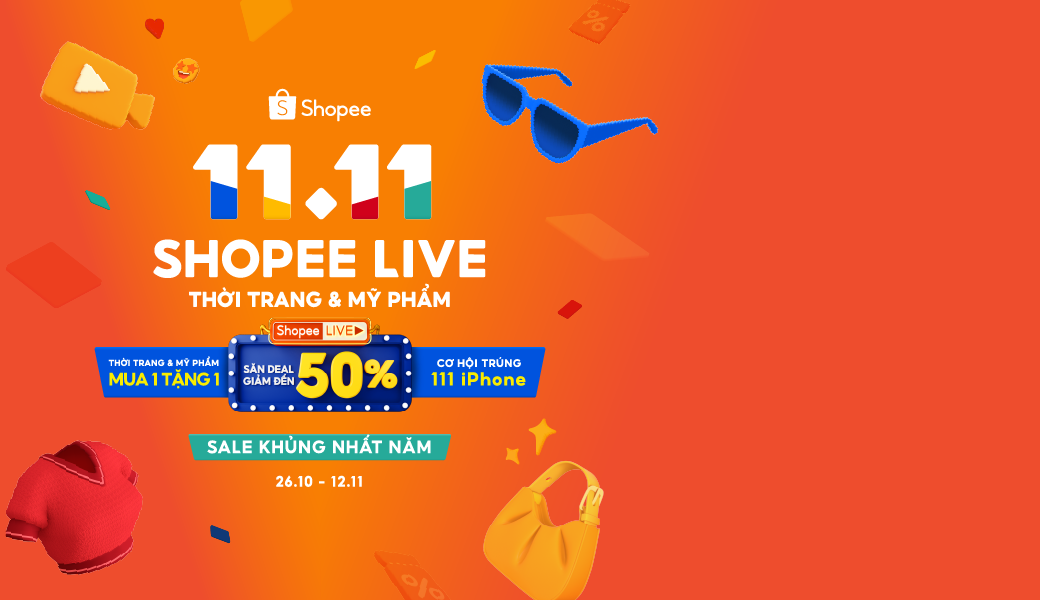 Shopee
11.11
SHOPEE LIVE
THỜI TRANG & MỸ PHẨM
Shopee LIVE
THỜI TRANG & MỸ PHẨM
MUA 1 TẶNG 1
SĂN DEAL
GIẢM ĐẾN
50%
CƠ HỘI TRÚNG
111 iPhone
SALE KHỦNG NHẤT NĂM
26.10 - 12.11